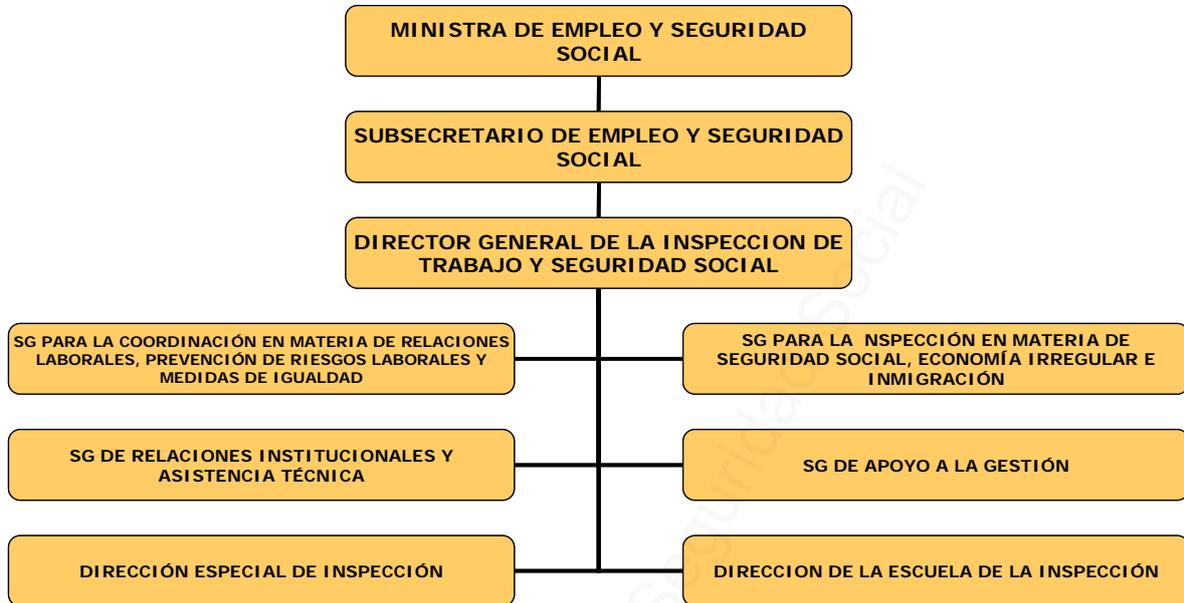 MINISTRA DE EMPLEO Y SEGURIDAD
SOCIAL
SUBSECRETARIO DE EMPLEO Y SEGURIDAD
SOCIAL
DIRECTOR GENERAL DE LA INSPECCION DE
TRABAJO Y SEGURIDAD SOCIAL
SG PARA LA COORDINACIÓN EN MATERIA DE RELACIONES
LABORALES, PREVENCIÓN DE RIESGOS LABORALES Y
MEDIDAS DE IGUALDAD
SG PARA LA NSPECCIÓN EN MATERIA DE
SEGURIDAD SOCIAL, ECONOMÍA IRREGULAR E
INMIGRACIÓN
SG DE RELACIONES INSTITUCIONALES Y
ASISTENCIA TÉCNICA
SG DE APOYO A LA GESTIÓN
DIRECCIÓN ESPECIAL DE INSPECCIÓN
DIRECCION DE LA ESCUELA DE LA INSPECCIÓN
SeguridadSocial